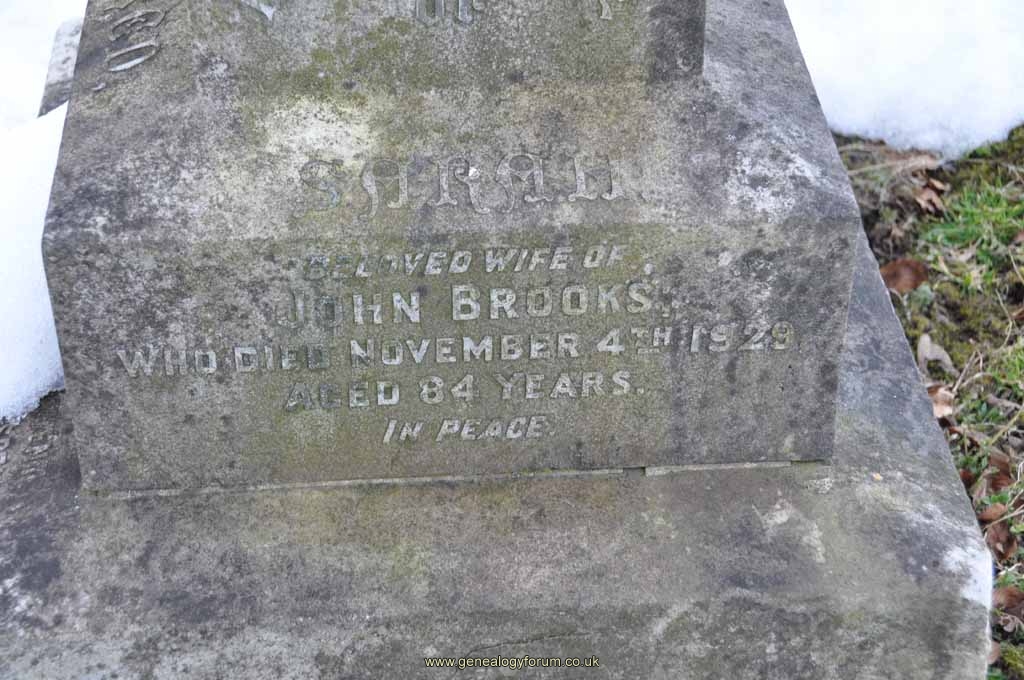 SARAH
BELOVED WIFE OF
JOHN BROOKS,
WHO DIED NOVEMBER 4TH 1929,
AGED 84 YEARS.
IN PEACE.
www.genealogyforum.co.uk